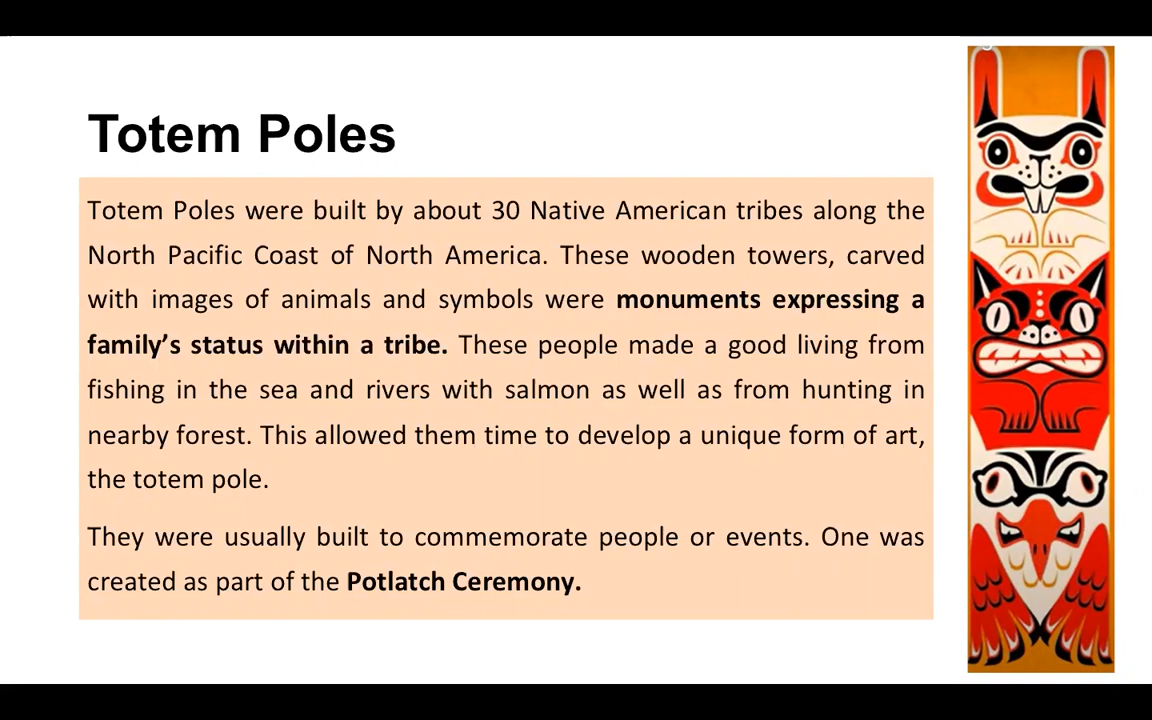 Totem Poles
Totem Poles were built by about 30 Native American tribes along the
North Pacific Coast of North America. These wooden towers, carved
with images of animals and symbols were monuments expressing a
family’s status within a tribe. These people made a good living from
fishing in the sea and rivers with salmon as well as from hunting in
nearby forest. This allowed them time to develop a unique form of art,
the totem pole.
They were usually built to commemorate people or events. One was
created as part of the Potlatch Ceremony.